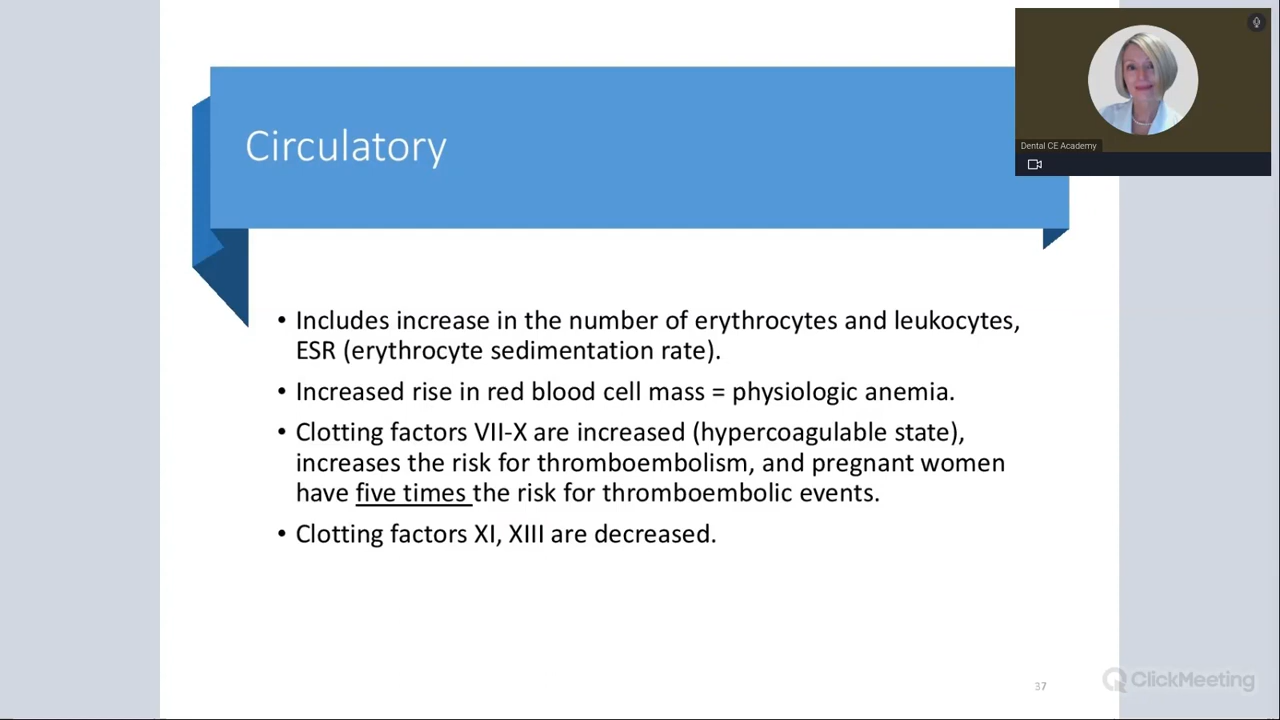 Circulatory
Dental CE Academy
• Includes increase in the number of erythrocytes and leukocytes,
ESR (erythrocyte sedimentation rate).
• Increased rise in red blood cell mass = physiologic anemia.
• Clotting factors VII-X are increased (hypercoagulable state),
increases the risk for thromboembolism, and pregnant women
have five times the risk for thromboembolic events.
• Clotting factors XI, XIII are decreased.
37
ClickMeeting